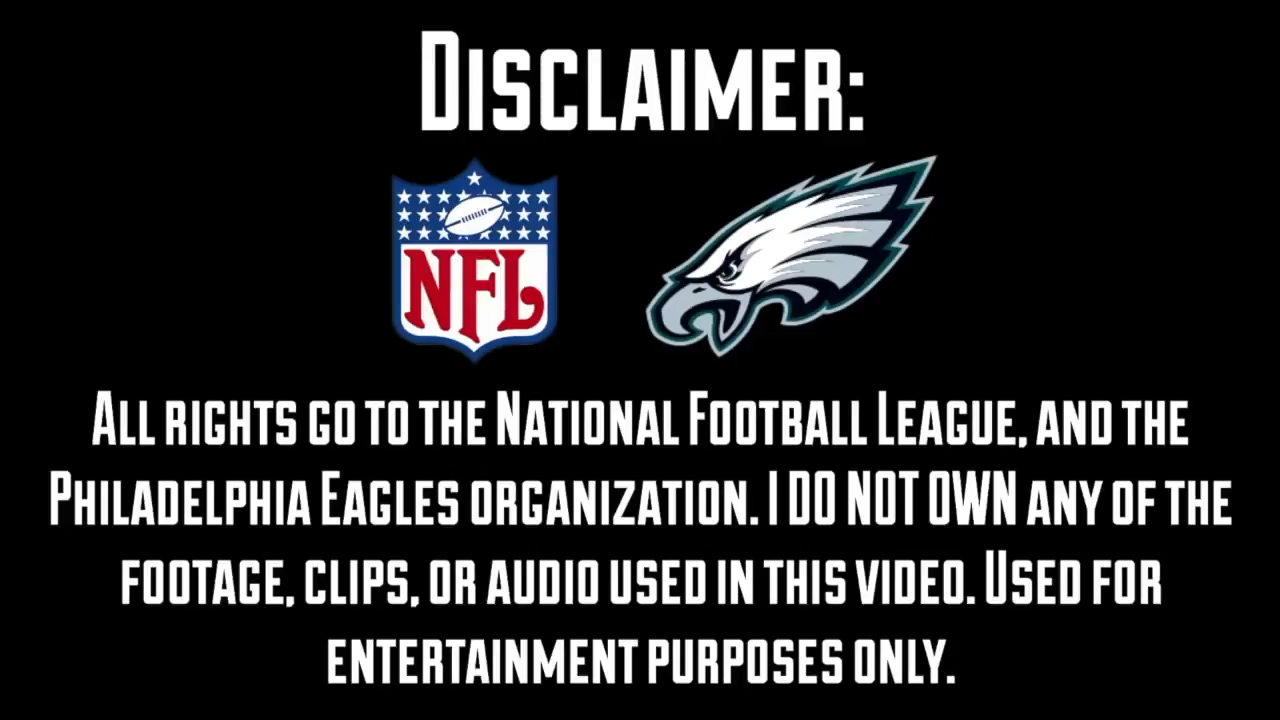 Disclaimer:
NFL
All rights go to the National Football League, and the
Philadelphia Eagles organization. I DO NOT OWN any of the
footage, clips, or audio used in this video. Used for
entertainment purposes only.